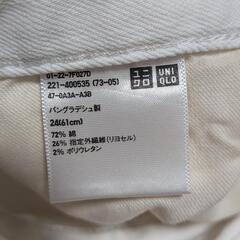 01-22-7F027D
221-400535 (73-05)
47-0A3A-A3B
ユニクロ
UNIQLO
バングラデシュ製
24(61cm)
72% 綿
26% 指定外繊維(リヨセル)
2% ポリウレタン